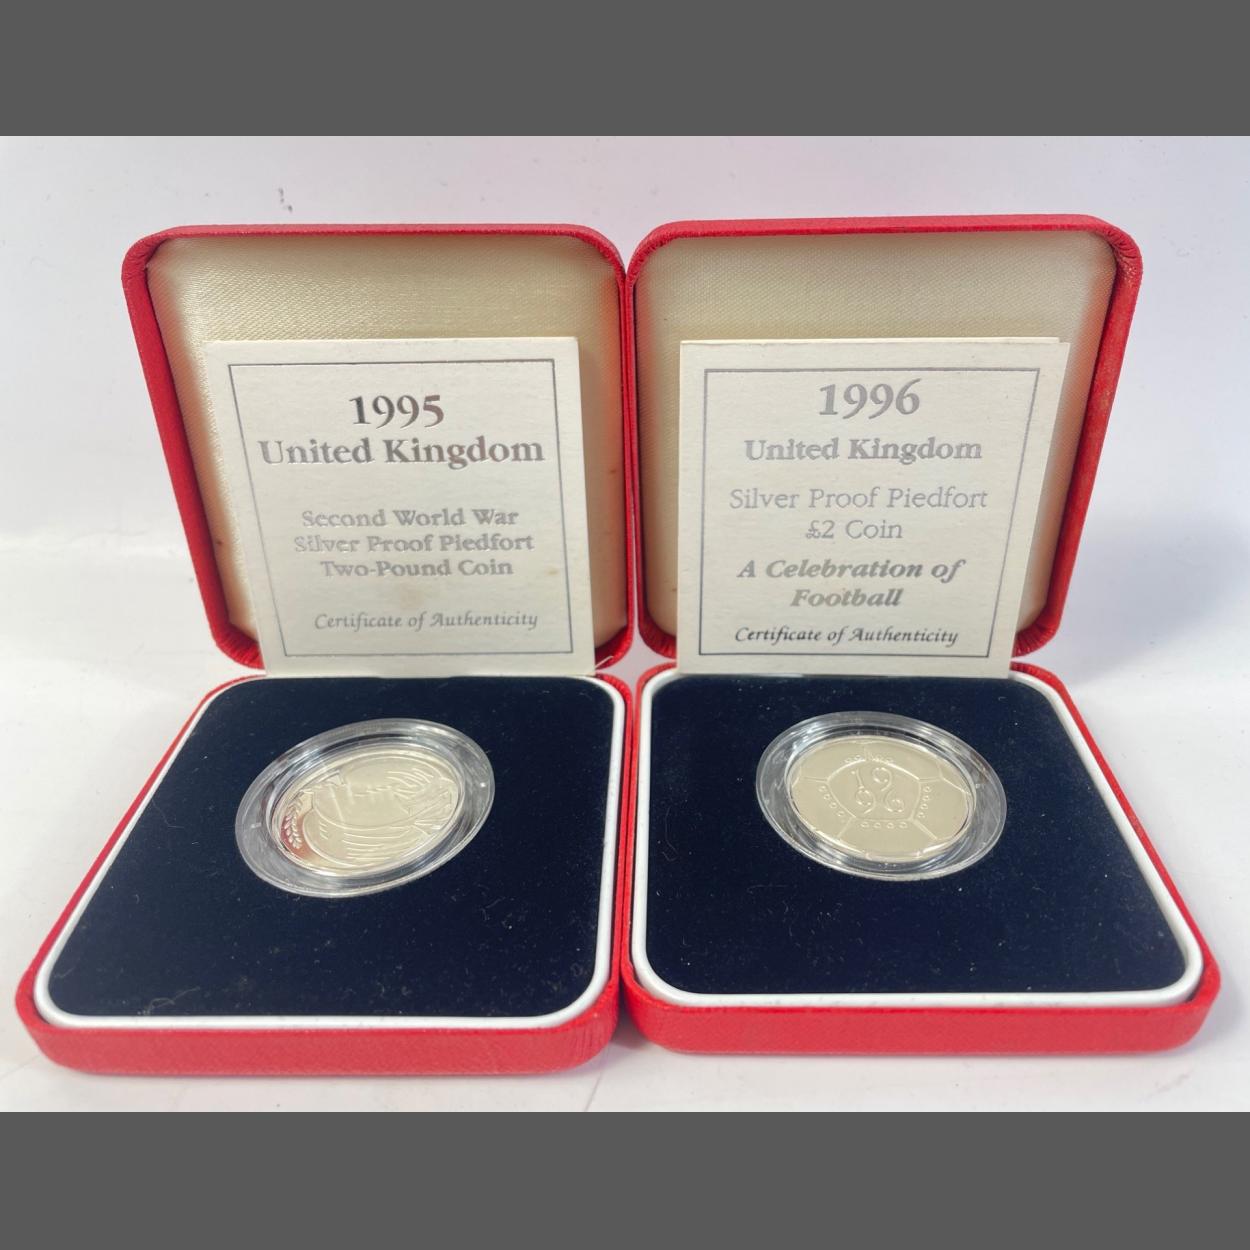 1995
United Kingdom
Second World War
Silver Proof Piedfort
Two-Pound Coin
Certificate of Authenticity
1996
United Kingdom
Silver Proof Piedfort
£2 Coin
A Celebration of
Football
Certificate of Authenticity